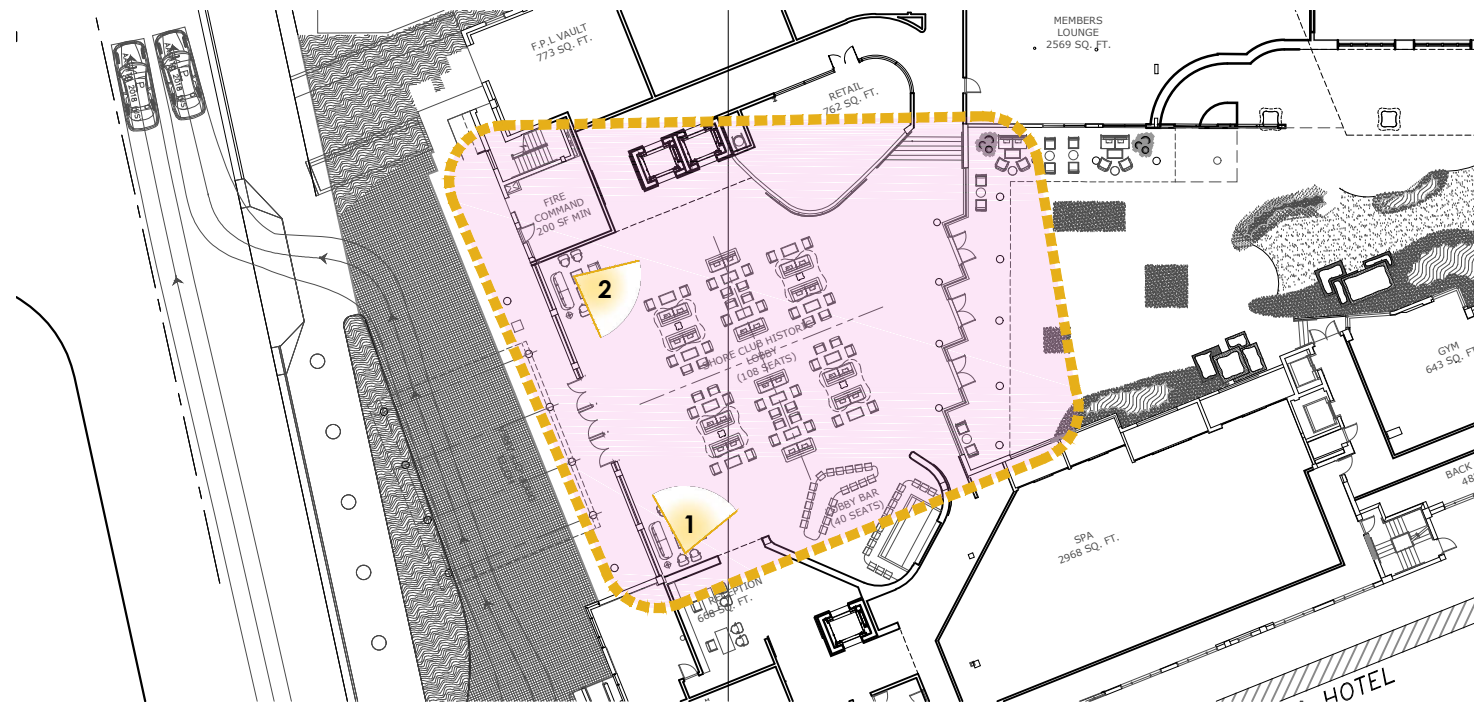 MEMBERS
LOUNGE
2569 SQ. FT.
F.P.L VAULT
773 SQ. FT.
RETAIL
762 SQ. FT.
FIRE
COMMAND
200 SF MIN
2
SHORE CLUB HISTORIC
LOBBY
(108 SEATS)
GYM
643 SQ. FT
1
LOBBY BAR
(40 SEATS)
BACK
48
SPA
2968 SQ. FT.
RECEPTION
668 SQ. FT.
HOTEL